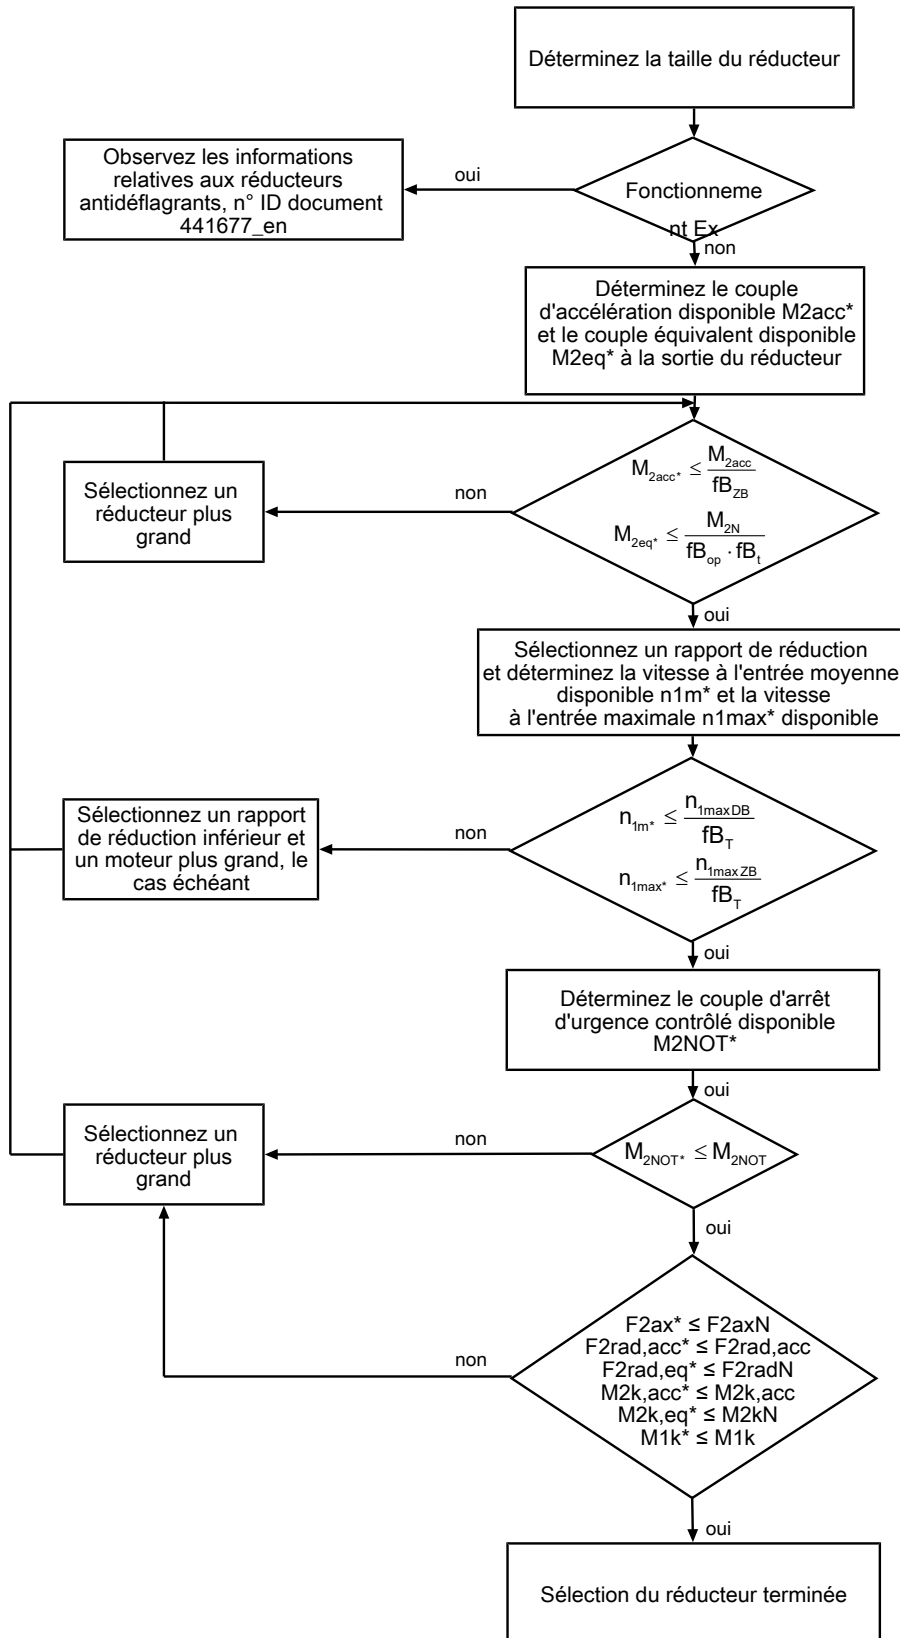 Déterminez la taille du réducteur
Observez les informations
relatives aux réducteurs
antidéflagrants, n° ID document
441677_en
oui
Fonctionneme
nt Ex
non
Déterminez le couple
d'accélération disponible M2acc*
et le couple équivalent disponible
M2eq* à la sortie du réducteur
Sélectionnez un
réducteur plus
grand
non
M2acc* ≤ M2acc / fBZB
M2eq* ≤ M2N / fBop · fBt
oui
Sélectionnez un rapport de réduction
et déterminez la vitesse à l'entrée moyenne
disponible n1m* et la vitesse
à l'entrée maximale n1max* disponible
Sélectionnez un rapport
de réduction inférieur et
un moteur plus grand, le
cas échéant
non
n1m* ≤ n1maxDB / fBT
n1max* ≤ n1maxZB / fBT
oui
Déterminez le couple d'arrêt
d'urgence contrôlé disponible
M2NOT*
oui
Sélectionnez un
réducteur plus
grand
non
M2NOT* ≤ M2NOT
oui
non
F2ax* ≤ F2axN
F2rad,acc* ≤ F2rad,acc
F2rad,eq* ≤ F2radN
M2k,acc* ≤ M2k,acc
M2k,eq* ≤ M2kN
M1k* ≤ M1k
oui
Sélection du réducteur terminée